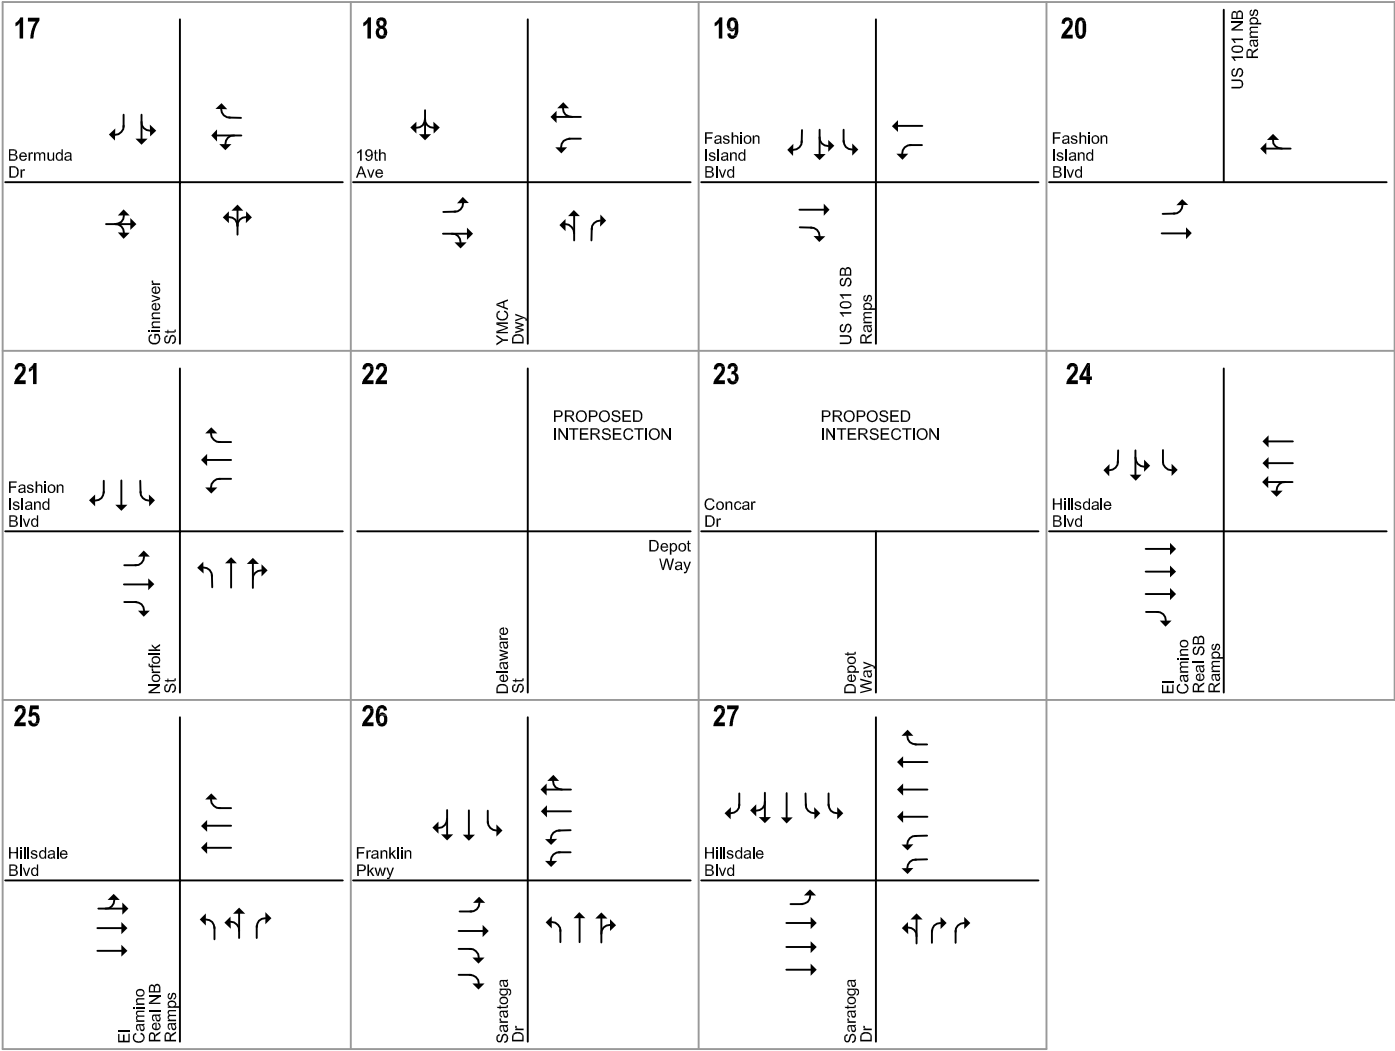 17
Bermuda
Dr
Ginnever
St
18
19th
Ave
YMCA
Dwy
19
Fashion
Island
Blvd
US 101 SB
Ramps
20
US 101 NB
Ramps
Fashion
Island
Blvd
21
Fashion
Island
Blvd
Norfolk
St
22
PROPOSED
INTERSECTION
Depot
Way
Delaware
St
23
PROPOSED
INTERSECTION
Concar
Dr
Depot
Way
24
Hillsdale
Blvd
El
Camino
Real SB
Ramps
25
Hillsdale
Blvd
El
Camino
Real NB
Ramps
26
Franklin
Pkwy
Saratoga
Dr
27
Hillsdale
Blvd
Saratoga
Dr